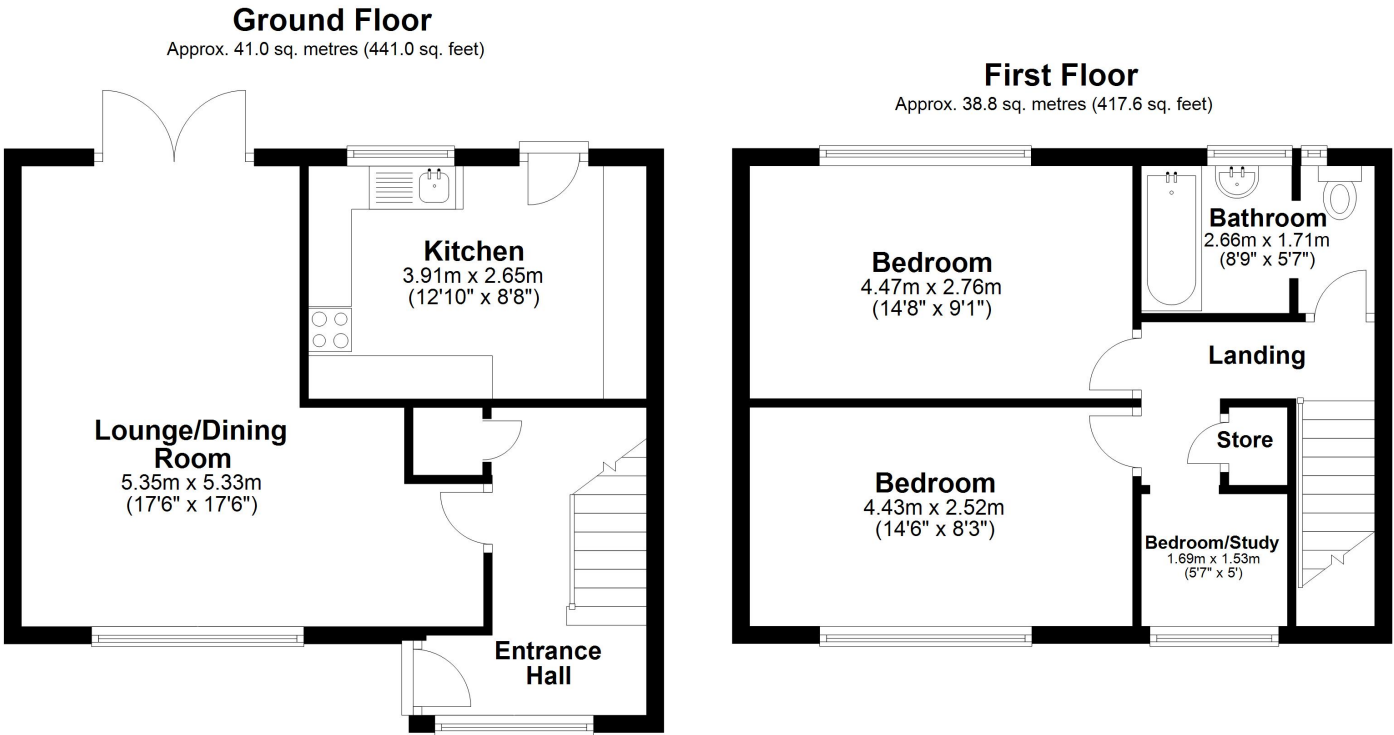 Ground Floor
Approx. 41.0 sq. metres (441.0 sq. feet)
Kitchen
3.91m x 2.65m
(12'10" x 8'8")
Lounge/Dining
Room
5.35m x 5.33m
(17'6" x 17'6")
Entrance
Hall
First Floor
Approx. 38.8 sq. metres (417.6 sq. feet)
Bedroom
4.47m x 2.76m
(14'8" x 9'1")
Bathroom
2.66m x 1.71m
(8'9" x 5'7")
Landing
Store
Bedroom
4.43m x 2.52m
(14'6" x 8'3")
Bedroom/Study
1.69m x 1.53m
(5'7" x 5')